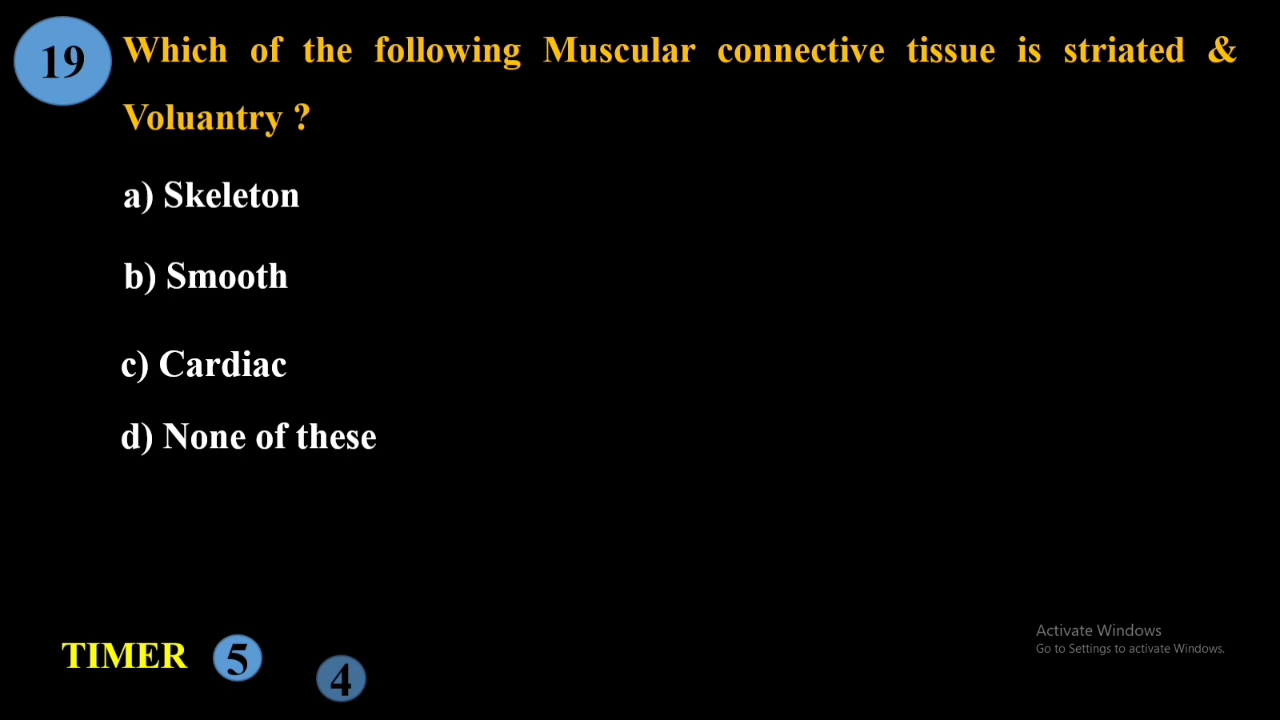 19
Which of the following Muscular connective tissue is striated &
Voluantry ?
a) Skeleton
b) Smooth
c) Cardiac
d) None of these
Activate Windows
Go to Settings to activate Windows.
TIMER 5
4